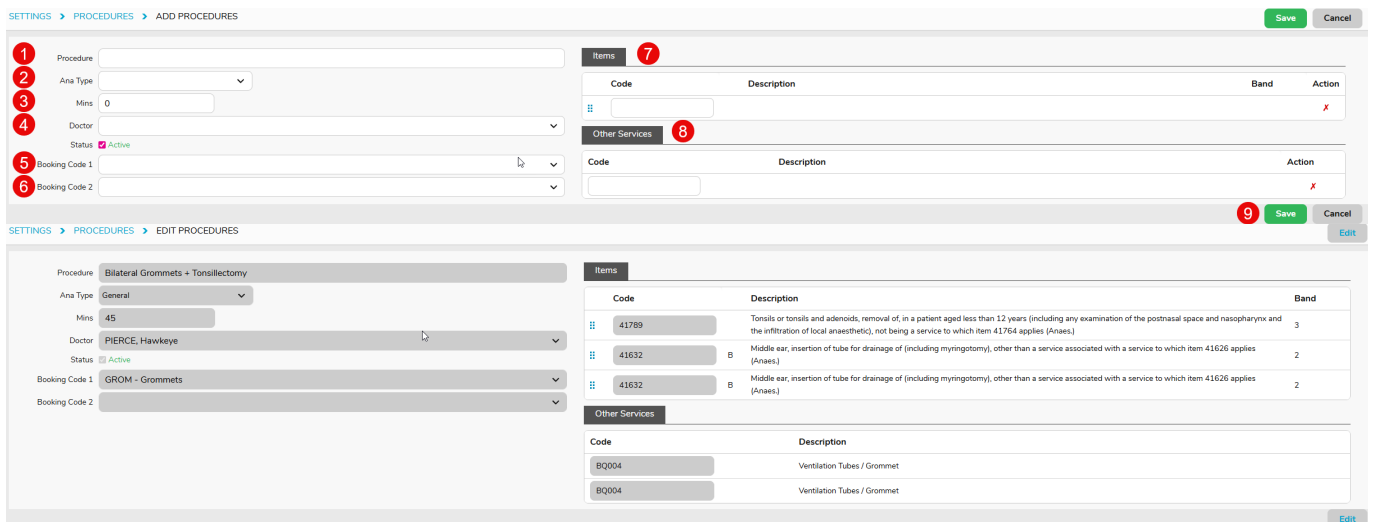 SETTINGS > PROCEDURES > ADD PROCEDURES
Save Cancel
1 Procedure
2 Ana Type
3 Mins 0
4 Doctor
Status Active
5 Booking Code 1
6 Booking Code 2
Items 7
Code Description Band Action
✗
Other Services 8
Code Description Action
✗
9 Save Cancel
SETTINGS > PROCEDURES > EDIT PROCEDURES
Edit
Procedure Bilateral Grommets + Tonsillectomy
Ana Type General
Mins 45
Doctor PIERCE, Hawkeye
Status Active
Booking Code 1 GROM - Grommets
Booking Code 2
Items
Code Description Band
41789 Tonsils or tonsils and adenoids, removal of, in a patient aged less than 12 years (including any examination of the postnasal space and nasopharynx and 3
the infiltration of local anaesthetic), not being a service to which item 41764 applies (Anaes.)
41632 B Middle ear, insertion of tube for drainage of (including myringotomy), other than a service associated with a service to which item 41626 applies 2
(Anaes.)
41632 B Middle ear, insertion of tube for drainage of (including myringotomy), other than a service associated with a service to which item 41626 applies 2
(Anaes.)
Other Services
Code Description
BQ004 Ventilation Tubes / Grommet
BQ004 Ventilation Tubes / Grommet
Edit